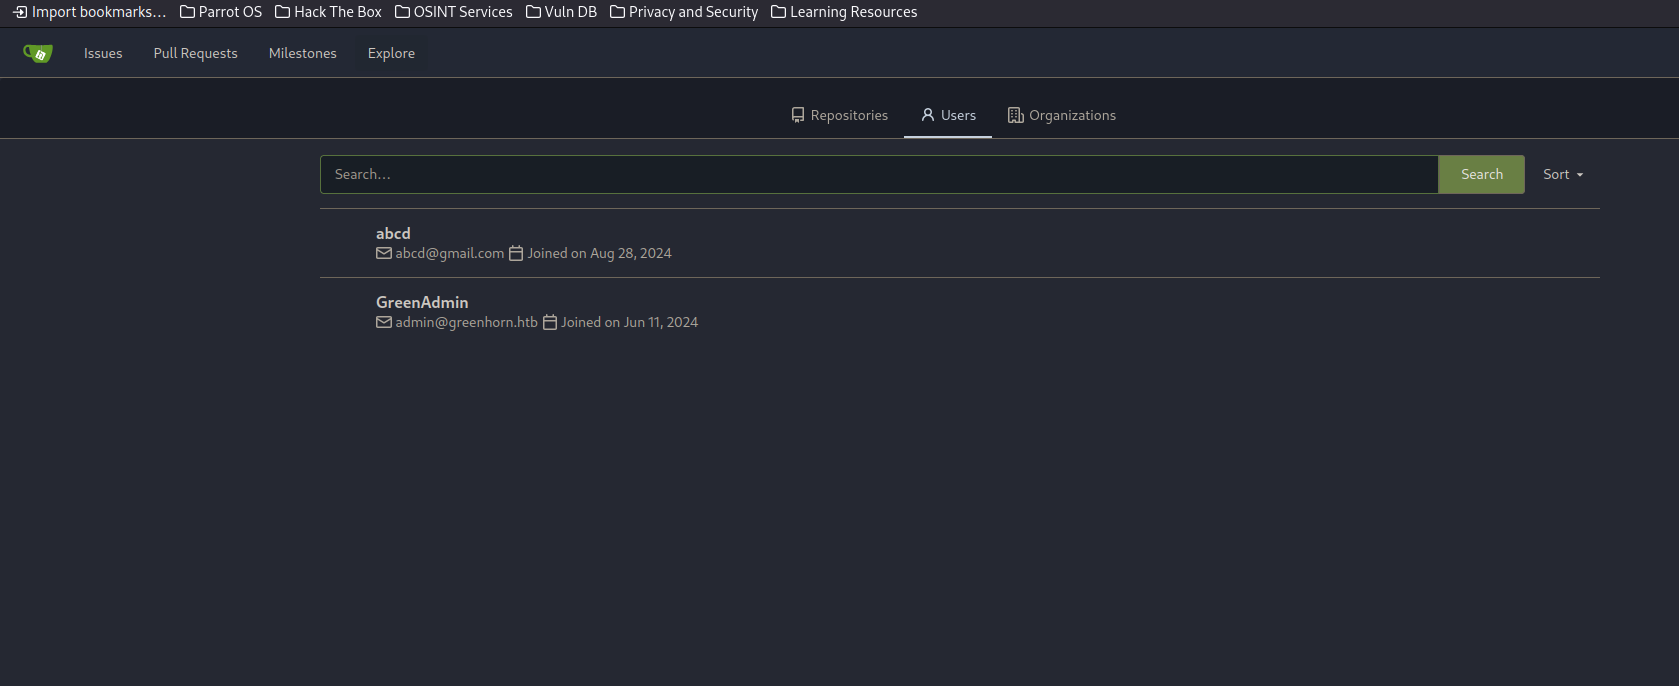 Import bookmarks... Parrot OS Hack The Box OSINT Services Vuln DB Privacy and Security Learning Resources
Issues Pull Requests Milestones Explore
Repositories Users Organizations
Search... Search Sort
abcd
abcd@gmail.com Joined on Aug 28, 2024
GreenAdmin
admin@greenhorn.htb Joined on Jun 11, 2024